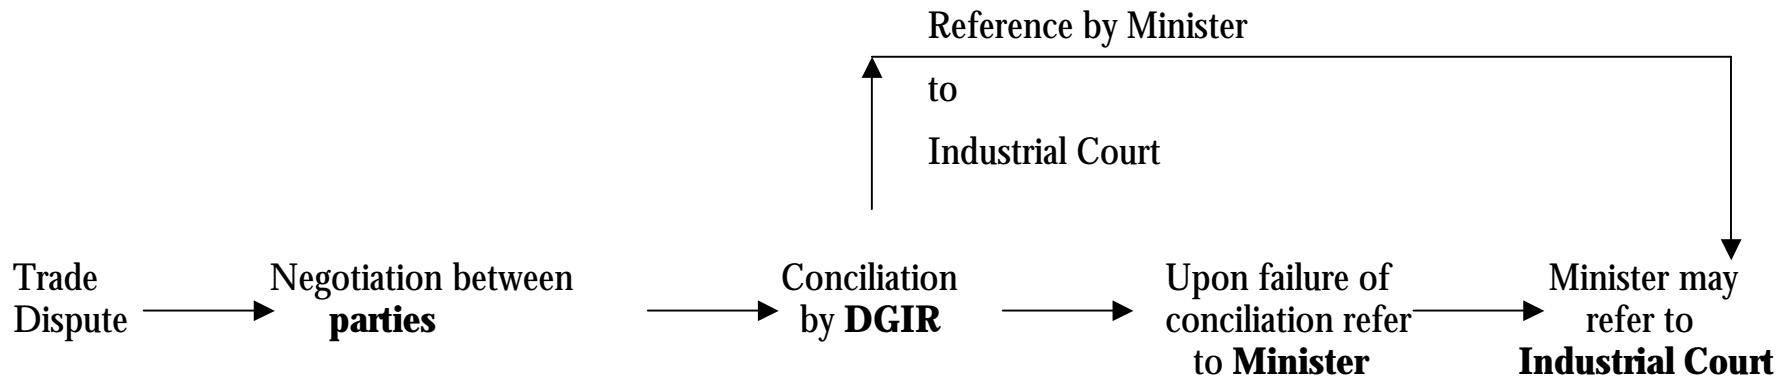 Reference by Minister
to
Industrial Court
Trade
Dispute
Negotiation between
parties
Conciliation
by DGIR
Upon failure of
conciliation refer
to Minister
Minister may
refer to
Industrial Court